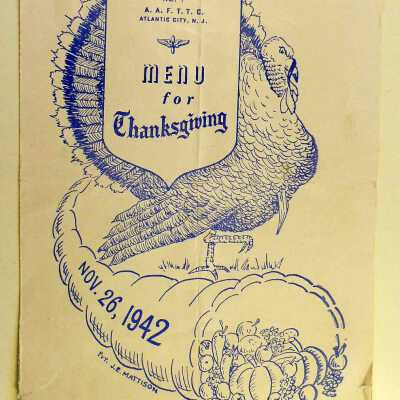 A. A. F. T. T. C.
ATLANTIC CITY, N. J.
MENU
for
Thanksgiving
NOV. 26, 1942
Pvt. J.E. MATTISON